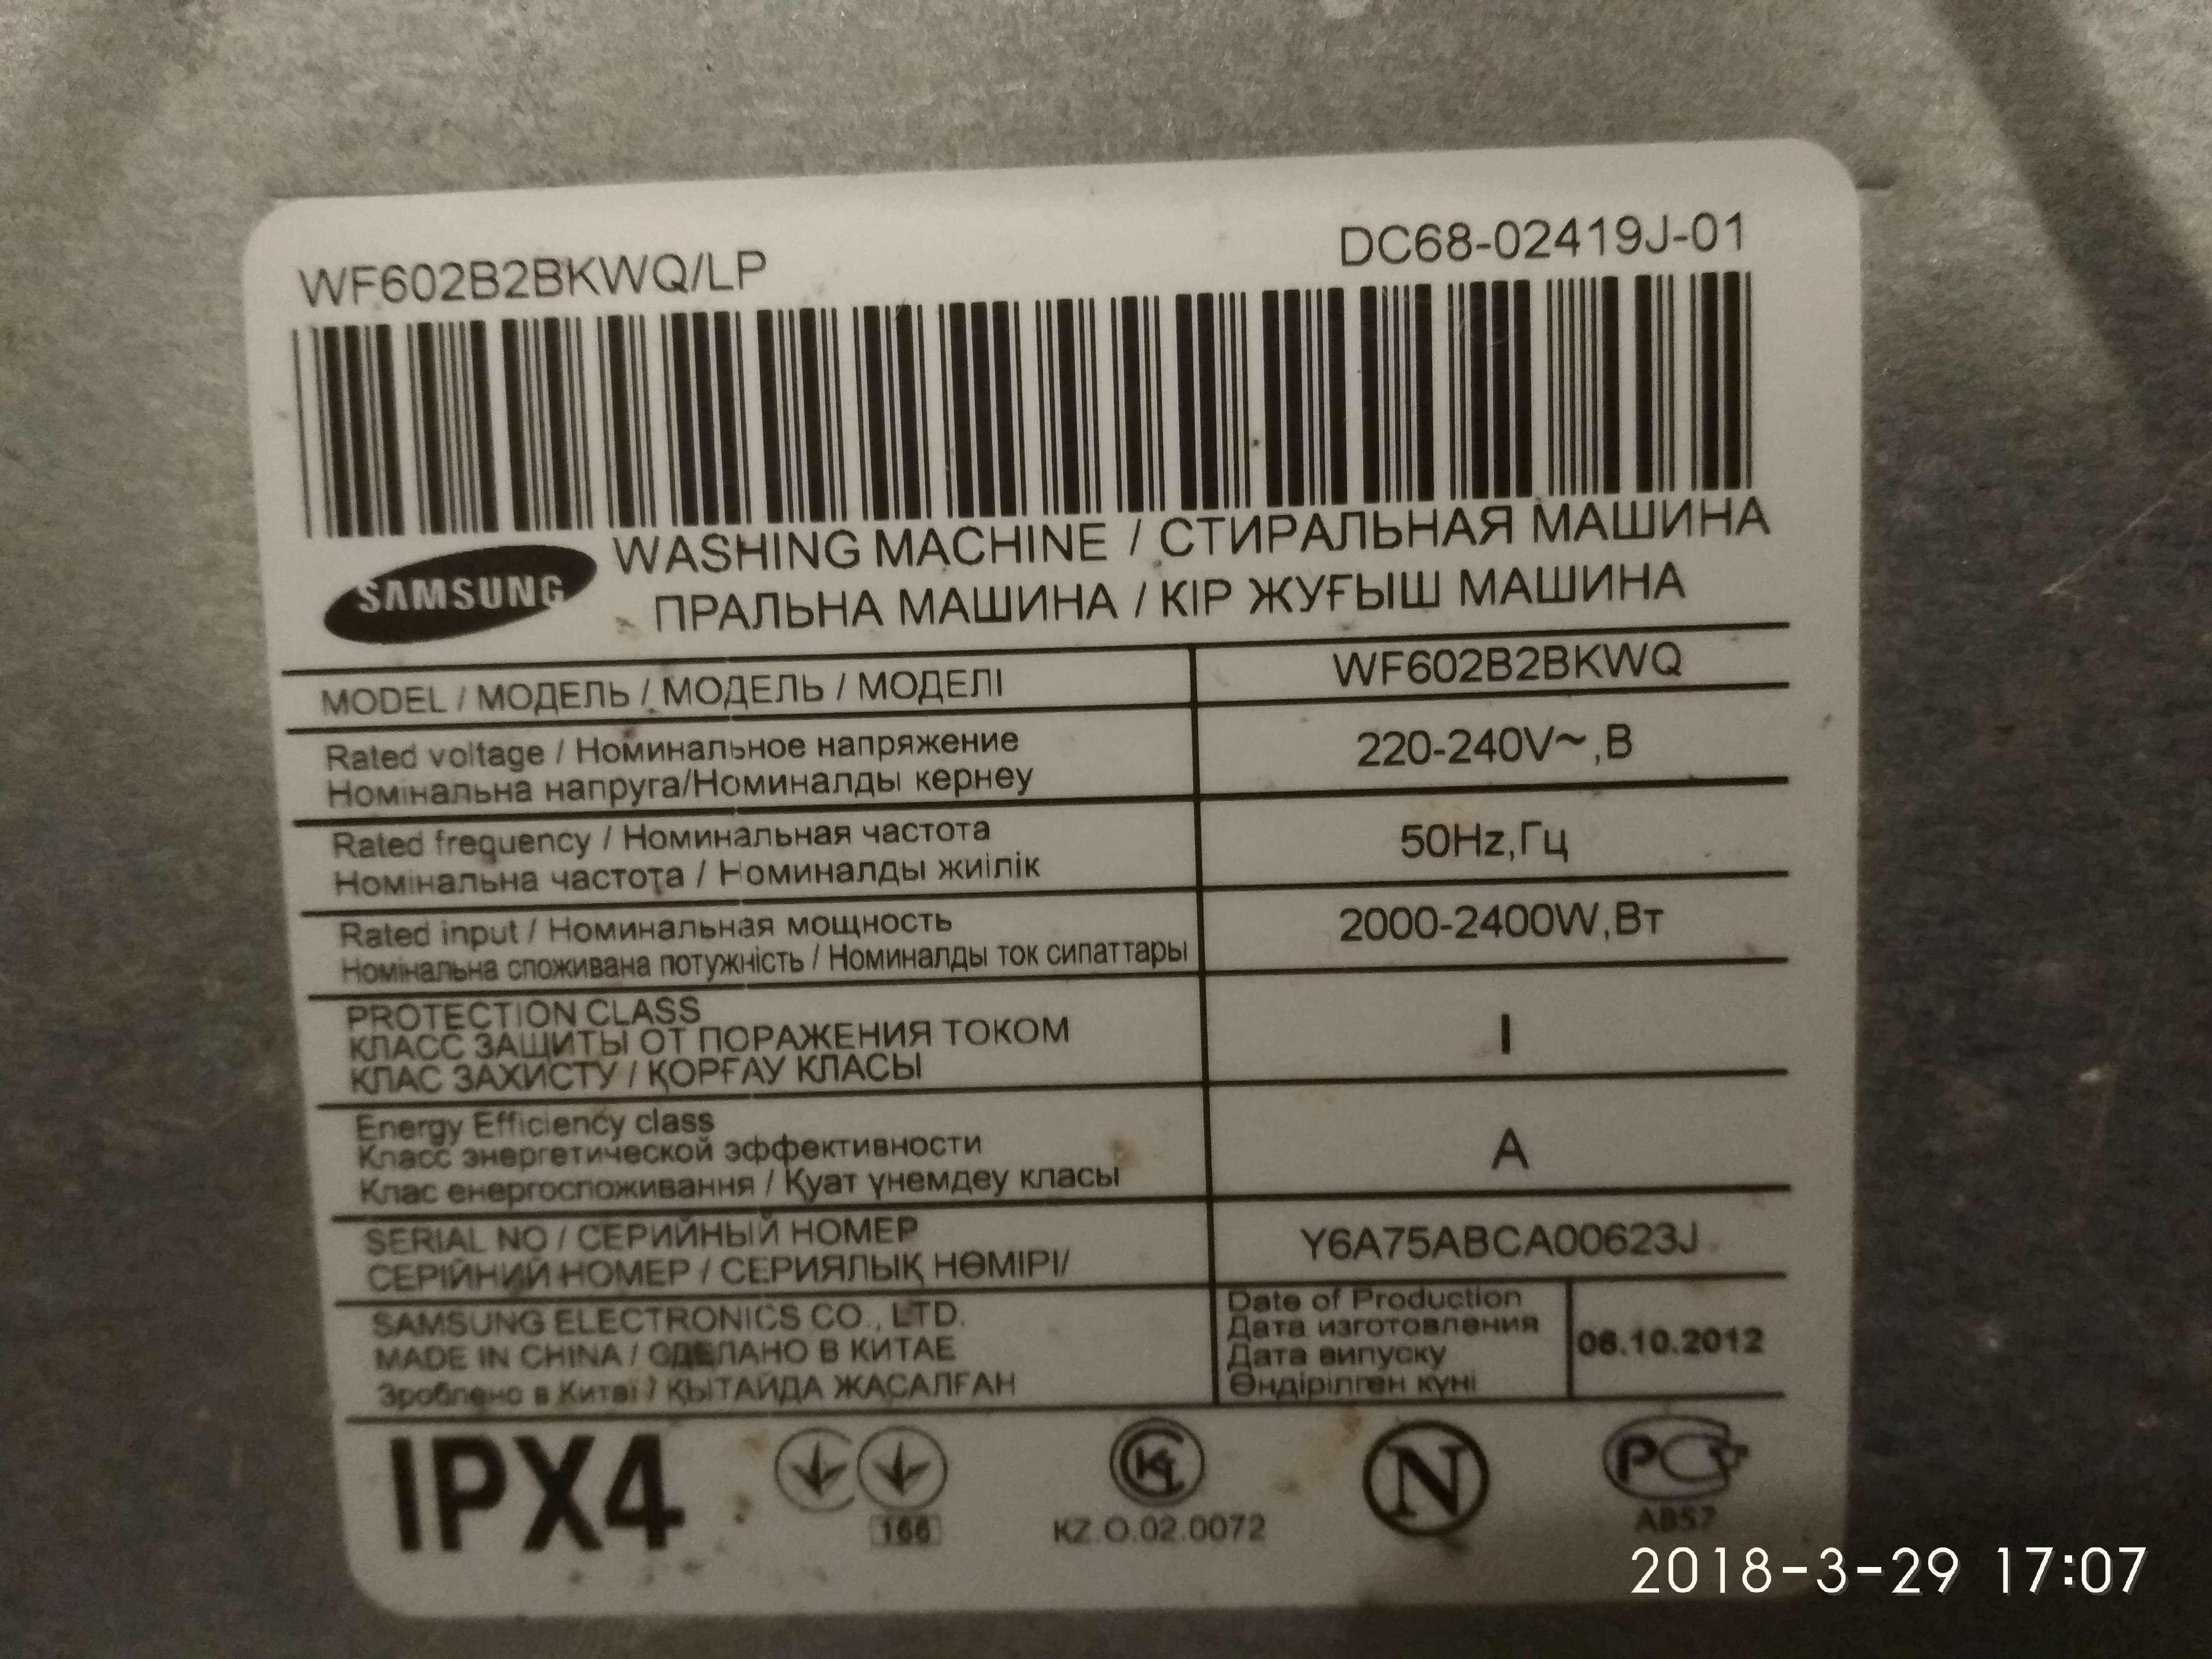 WF602B2BKWQ/LP
DC68-02419J-01
SAMSUNG
WASHING MACHINE / СТИРАЛЬНАЯ МАШИНА
ПРАЛЬНА МАШИНА / КІР ЖУҒЫШ МАШИНА
MODEL / МОДЕЛЬ / МОДЕЛЬ / МОДЕЛІ
WF602B2BKWQ
Rated voltage / Номинальное напряжение
Номінальна напруга/Номиналды кернеу
220-240V~,В
Rated frequency / Номинальная частота
Номінальна частота / Номиналды жиілік
50Hz,Гц
Rated input / Номинальная мощность
Номінальна споживана потужність / Номиналды ток сипаттары
2000-2400W,Вт
PROTECTION CLASS
КЛАСС ЗАЩИТЫ ОТ ПОРАЖЕНИЯ ТОКОМ
КЛАС ЗАХИСТУ / ҚОРҒАУ КЛАСЫ
I
Energy Efficiency class
Класс энергетической эффективности
Клас енергоспоживання / Қуат үнемдеу класы
A
SERIAL NO / СЕРИЙНЫЙ НОМЕР
СЕРІЙНИЙ НОМЕР / СЕРИЯЛЫҚ НӨМІРІ/
Y6A75ABCA00623J
SAMSUNG ELECTRONICS CO., LTD.
MADE IN CHINA / СДЕЛАНО В КИТАЕ
Зроблено в Китаї / ҚЫТАЙДА ЖАСАЛҒАН
Date of Production
Дата изготовления
Дата випуску
Өндірілген күні
06.10.2012
IPX4
166
KZ.O.02.0072
N
РС
АВ57
2018-3-29 17:07